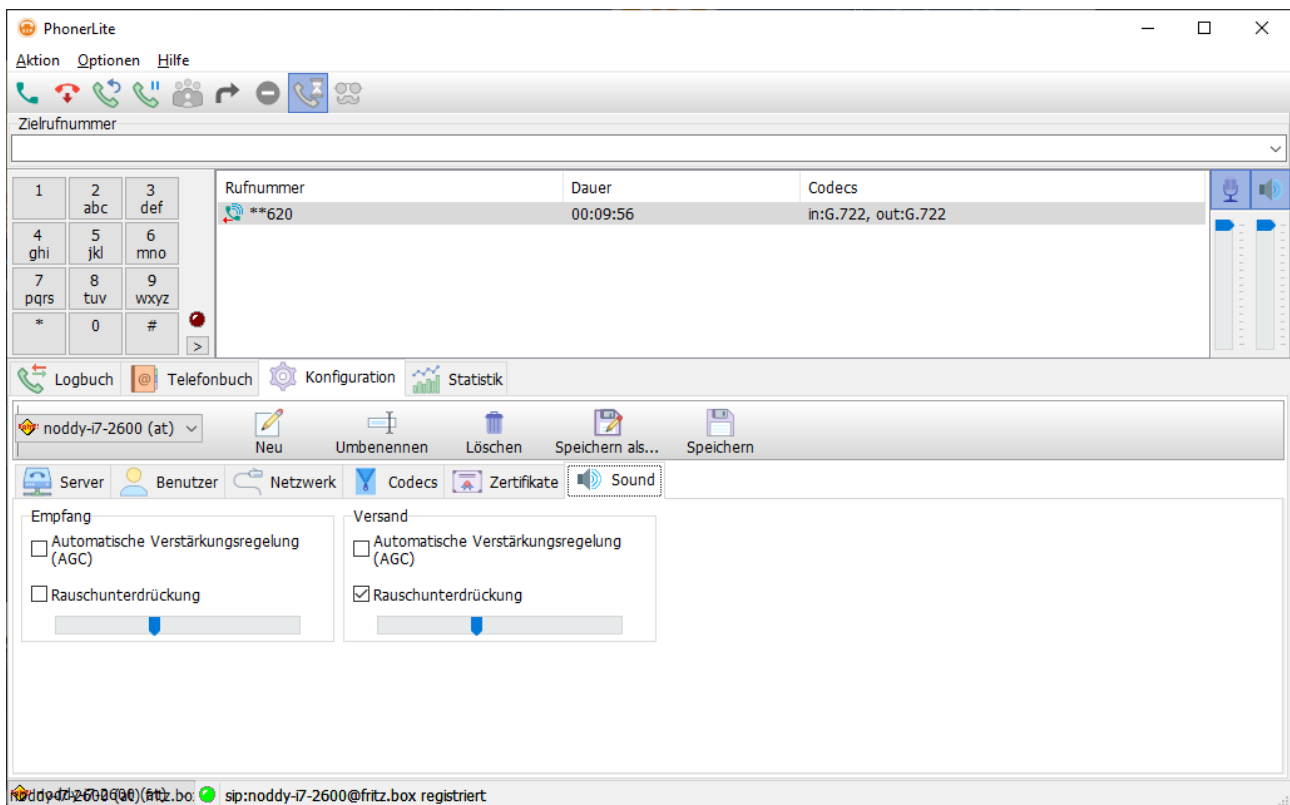 PhonerLite
Aktion Optionen Hilfe
Zielrufnummer
1 2 3
abc def
4 5 6
ghi jkl mno
7 8 9
pqrs tuv wxyz
* 0 #
>
Rufnummer Dauer Codecs
**620 00:09:56 in:G.722, out:G.722
Logbuch Telefonbuch Konfiguration Statistik
noddy-i7-2600 (at)
Neu Umbenennen Löschen Speichern als... Speichern
Server Benutzer Netzwerk Codecs Zertifikate Sound
Empfang
Automatische Verstärkungsregelung
(AGC)
Rauschunterdrückung
Versand
Automatische Verstärkungsregelung
(AGC)
Rauschunterdrückung
sip:noddy-i7-2600@fritz.box registriert